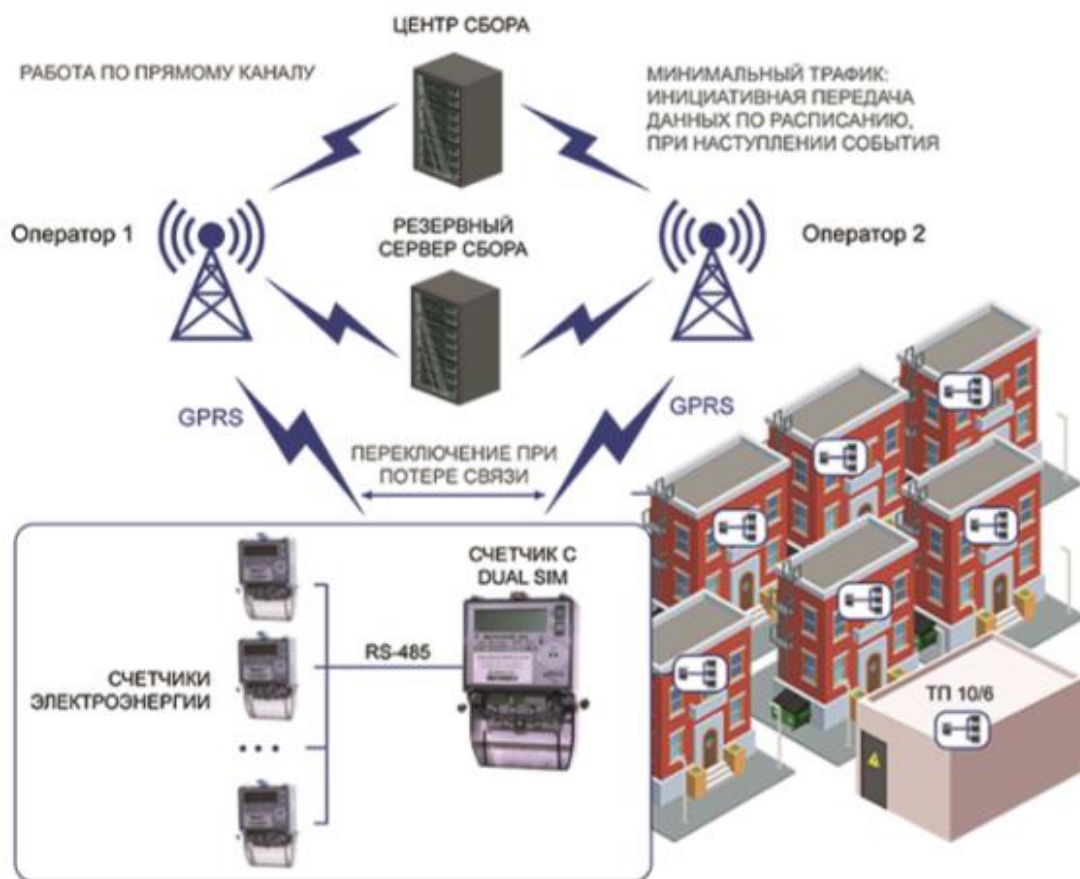 ЦЕНТР СБОРА
РАБОТА ПО ПРЯМОМУ КАНАЛУ
МИНИМАЛЬНЫЙ ТРАФИК:
ИНИЦИАТИВНАЯ ПЕРЕДАЧА
ДАННЫХ ПО РАСПИСАНИЮ,
ПРИ НАСТУПЛЕНИИ СОБЫТИЯ
Оператор 1
РЕЗЕРВНЫЙ
СЕРВЕР СБОРА
Оператор 2
GPRS
GPRS
ПЕРЕКЛЮЧЕНИЕ ПРИ
ПОТЕРЕ СВЯЗИ
СЧЕТЧИК С
DUAL SIM
RS-485
СЧЕТЧИКИ
ЭЛЕКТРОЭНЕРГИИ
...
ТП 10/6